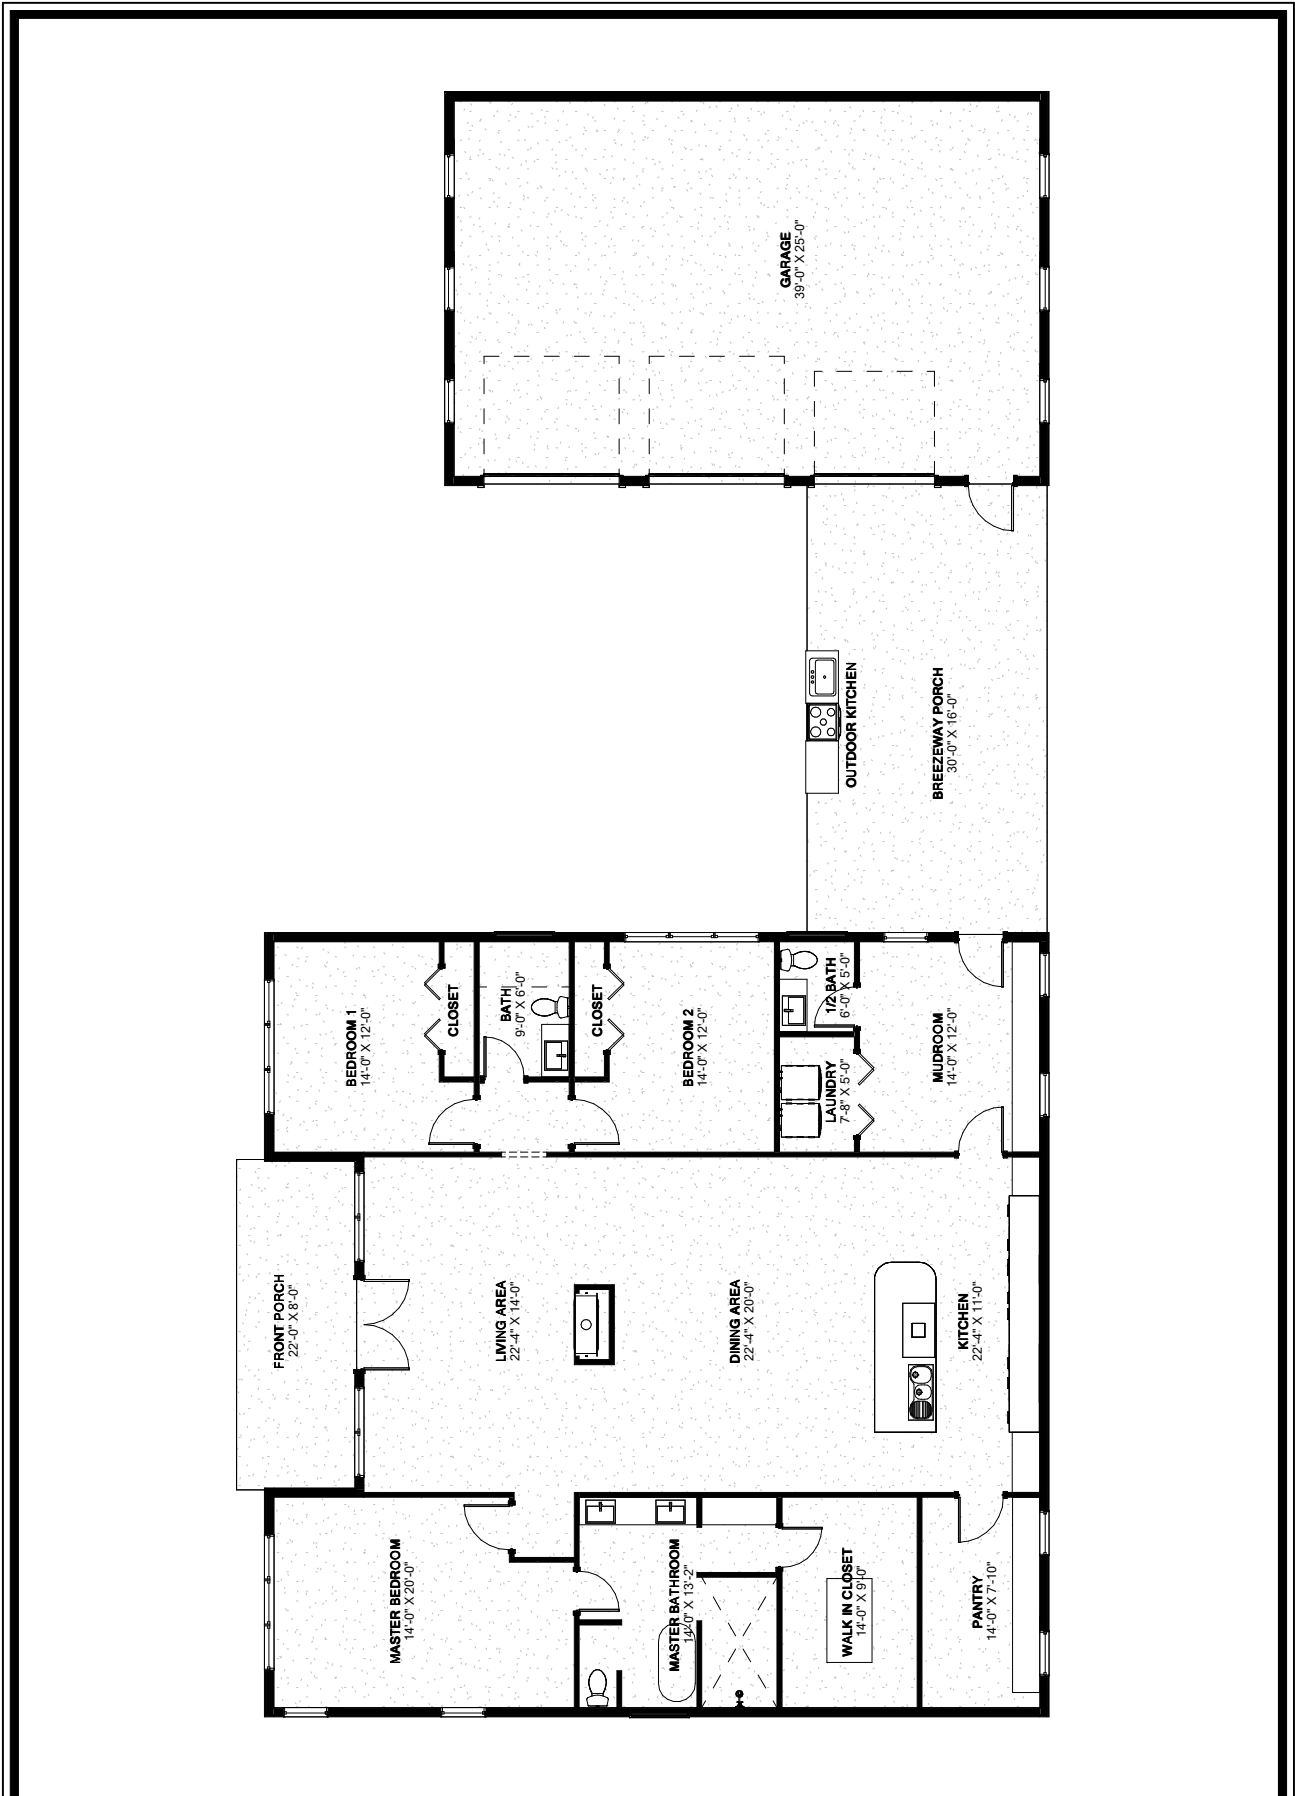 GARAGE
39'-0" X 25'-0"
OUTDOOR KITCHEN
BREEZEWAY PORCH
30'-0" X 16'-0"
BEDROOM 1
14'-0" X 12'-0"
CLOSET
BATH
9'-0" X 6'-0"
CLOSET
BEDROOM 2
14'-0" X 12'-0"
1/2 BATH
6'-0" X 5'-0"
LAUNDRY
7'-8" X 5'-0"
MUDROOM
14'-0" X 12'-0"
FRONT PORCH
22'-0" X 8'-0"
LIVING AREA
22'-4" X 14'-0"
DINING AREA
22'-4" X 20'-0"
KITCHEN
22'-4" X 11'-0"
MASTER BEDROOM
14'-0" X 20'-0"
MASTER BATHROOM
14'-0" X 13'-2"
WALK IN CLOSET
14'-0" X 9'-0"
PANTRY
14'-0" X 7'-10"